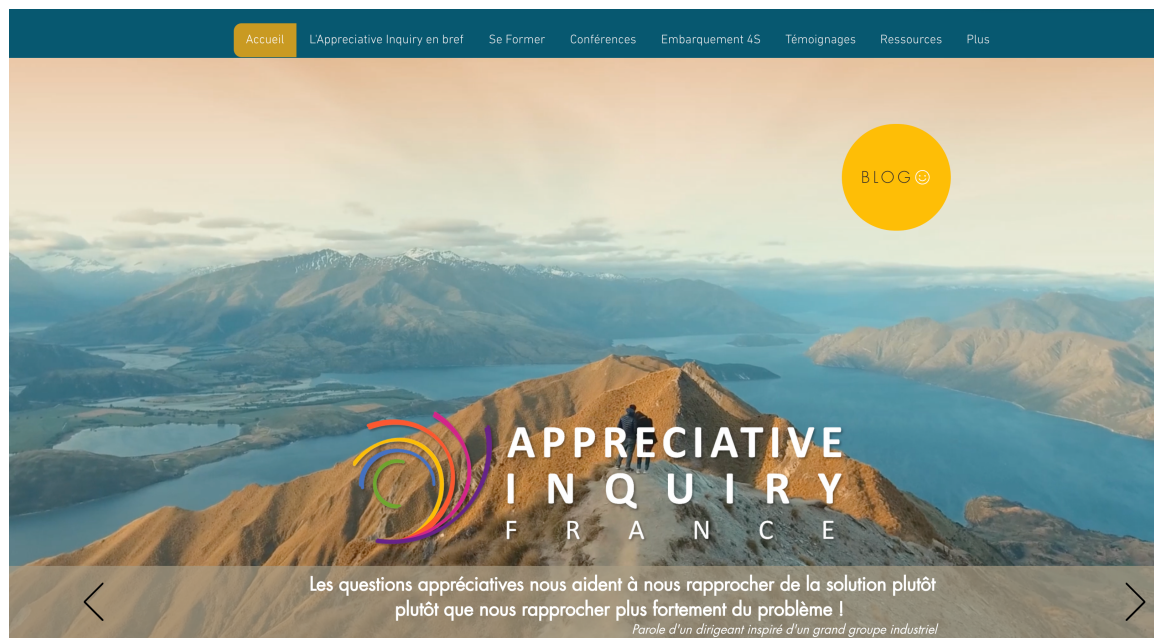 Accueil L'Appreciative Inquiry en bref Se Former Conférences Embarquement 4S Témoignages Ressources Plus
BLOG
APPRECIATIVE
INQUIRY
FRANCE
Les questions appréciatives nous aident à nous rapprocher de la solution plutôt
plutôt que nous rapprocher plus fortement du problème !
Parole d'un dirigeant inspiré d'un grand groupe industriel